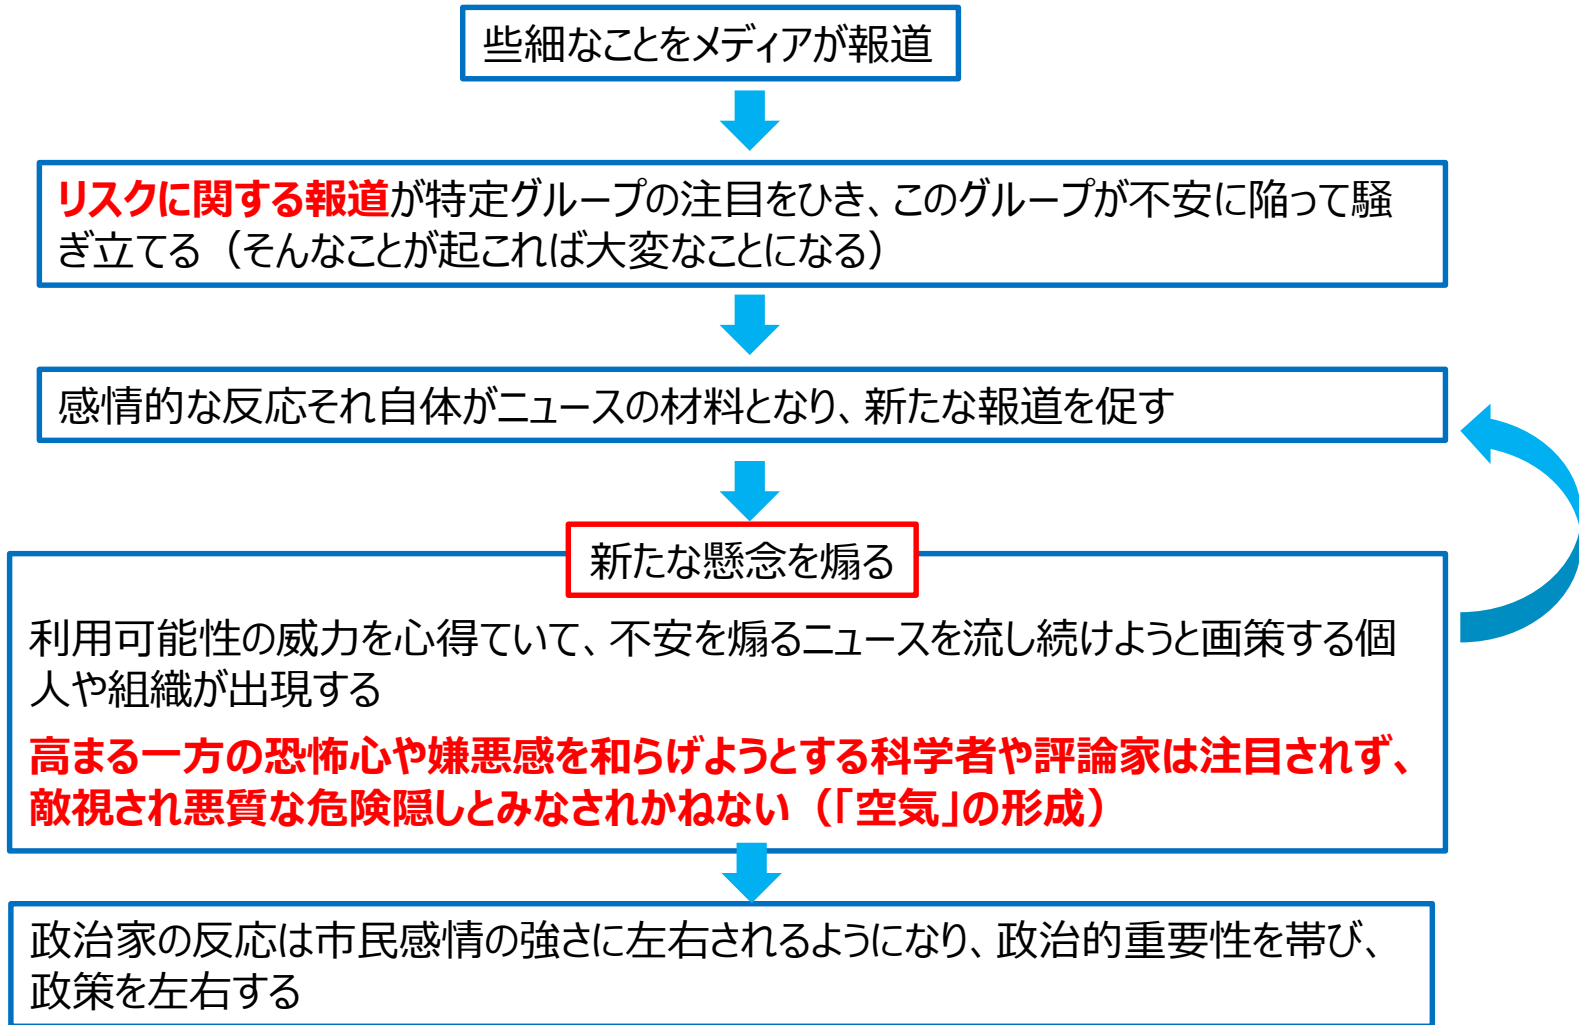 些細なことをメディアが報道
リスクに関する報道が特定グループの注目をひき、このグループが不安に陥って騒
ぎ立てる（そんなことが起これば大変なことになる）
感情的な反応それ自体がニュースの材料となり、新たな報道を促す
新たな懸念を煽る
利用可能性の威力を心得ていて、不安を煽るニュースを流し続けようと画策する個
人や組織が出現する
高まる一方の恐怖心や嫌悪感を和らげようとする科学者や評論家は注目されず、
敵視され悪質な危険隠しとみなされかねない（「空気」の形成）
政治家の反応は市民感情の強さに左右されるようになり、政治的重要性を帯び、
政策を左右する